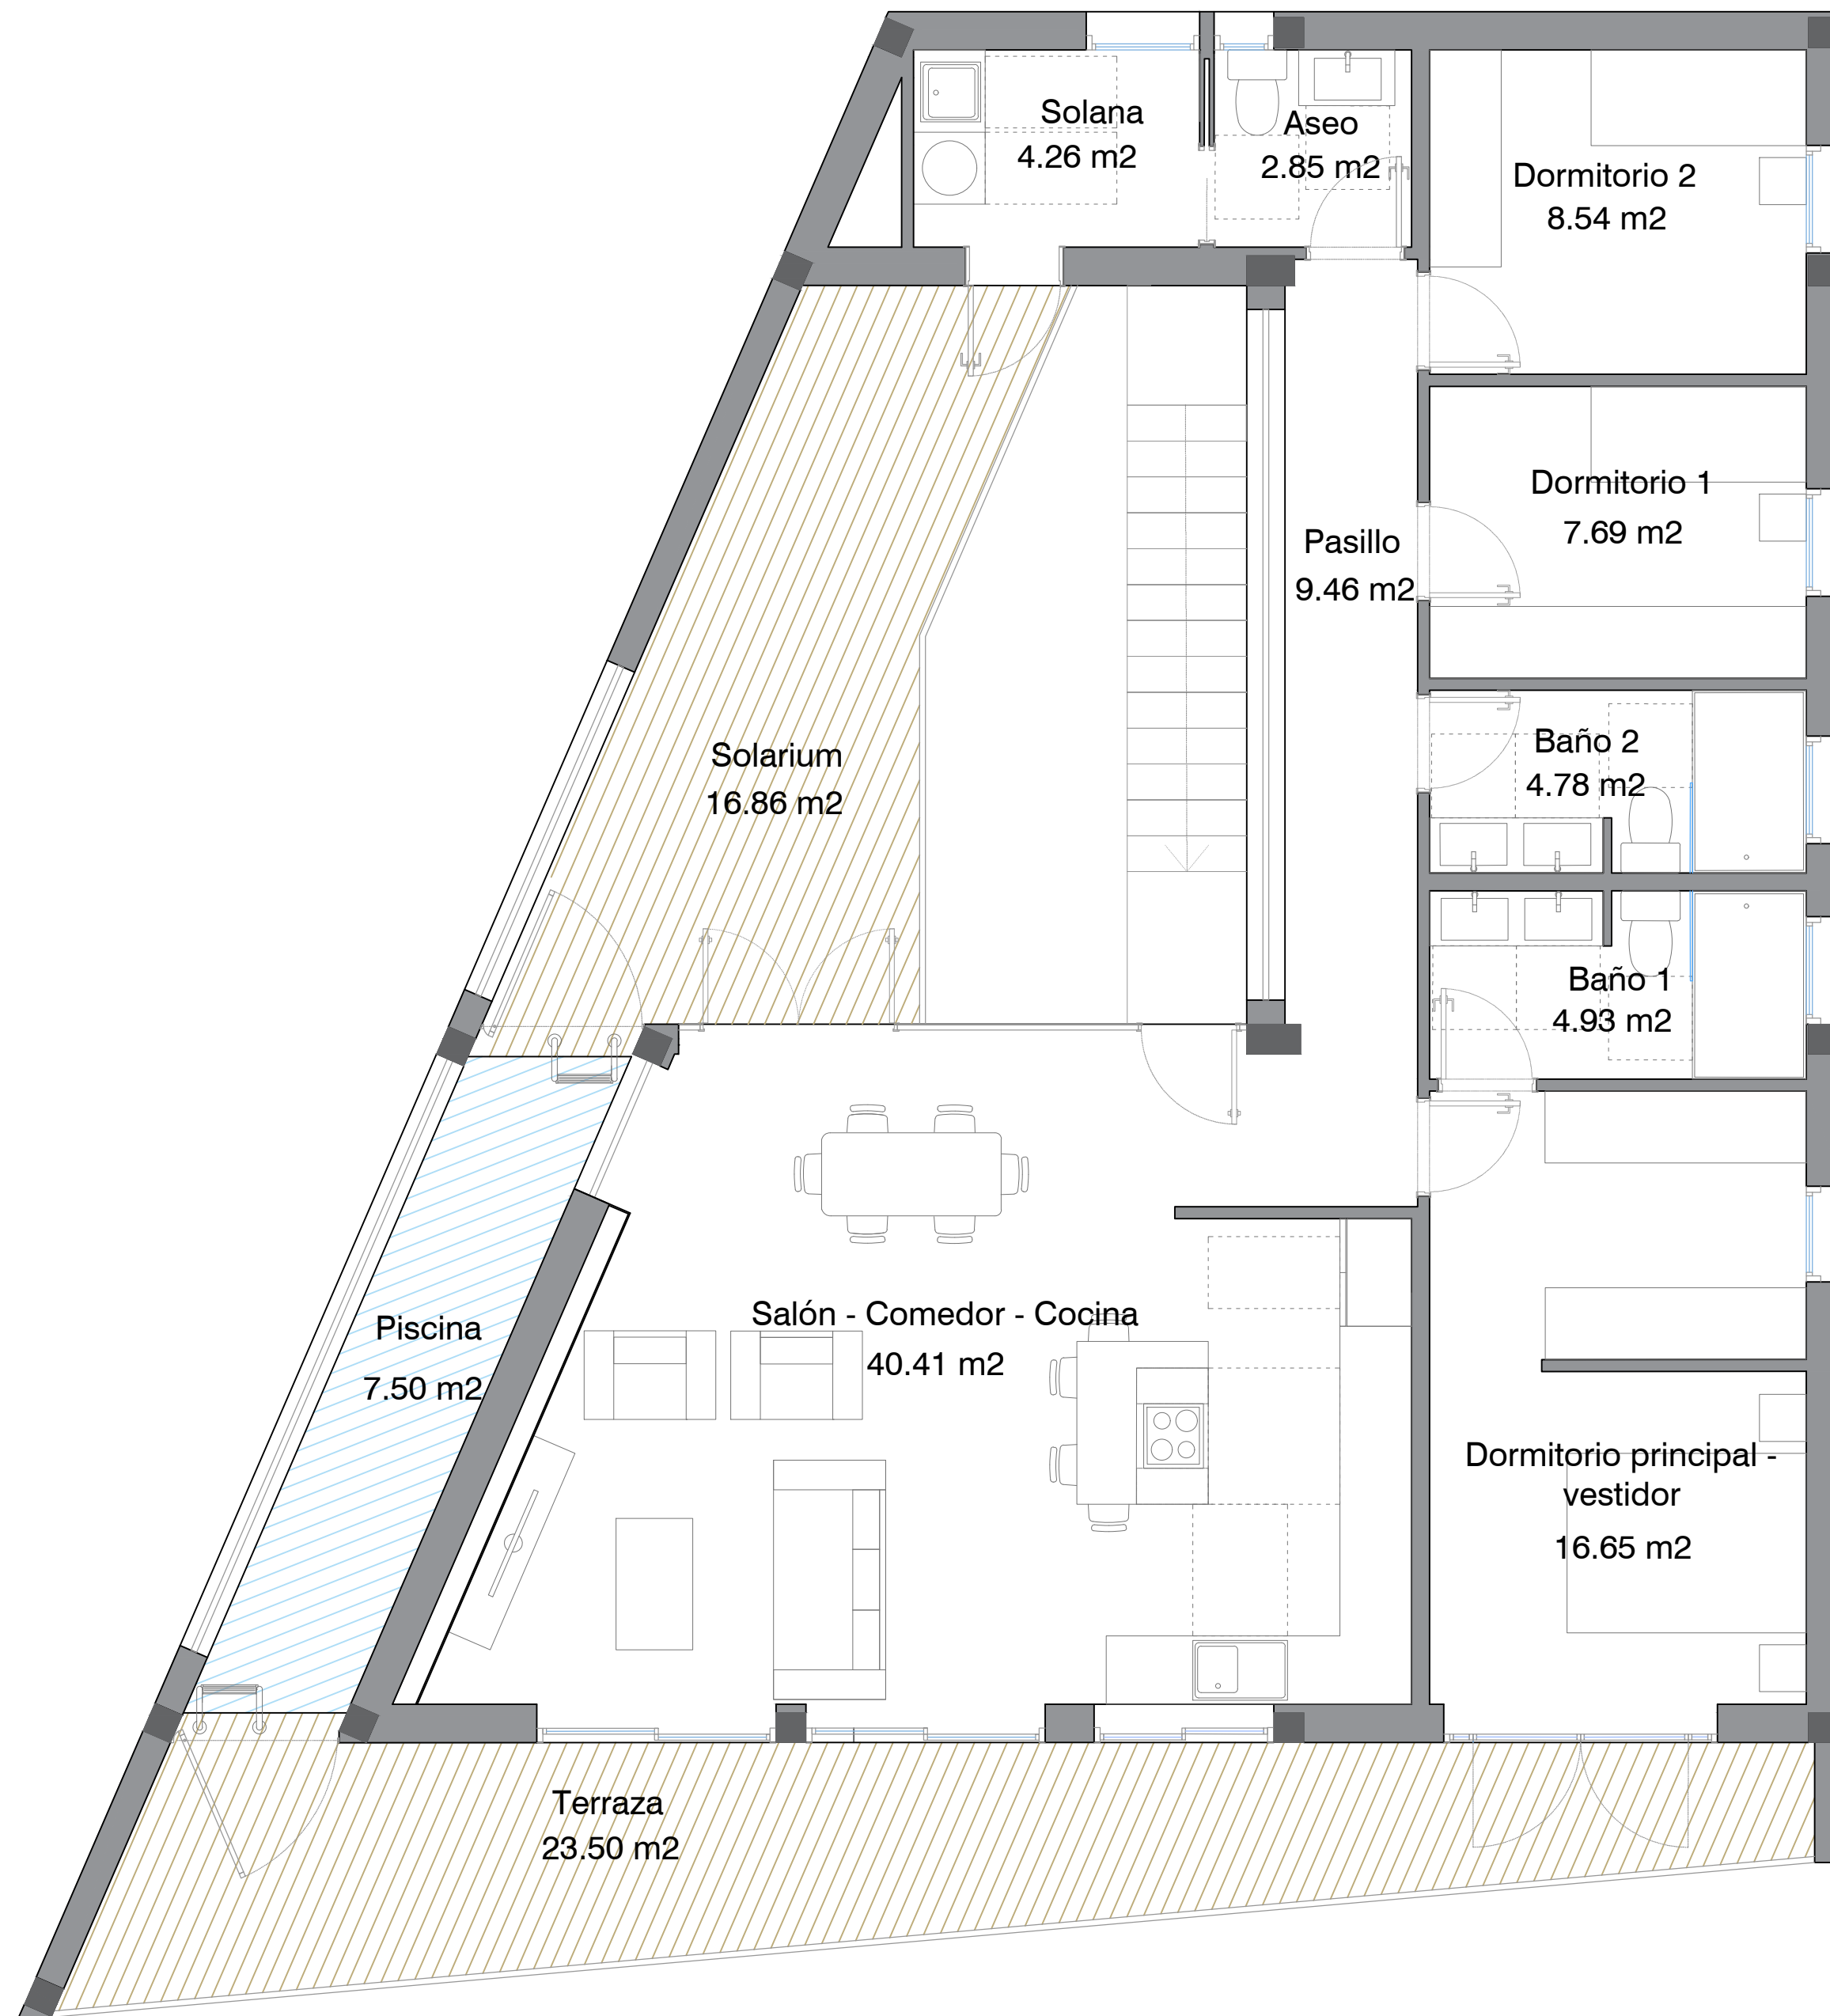 Solana
4.26 m2
Aseo
2.85 m2
Dormitorio 2
8.54 m2
Dormitorio 1
7.69 m2
Pasillo
9.46 m2
Solarium
16.86 m2
Baño 2
4.78 m2
Baño 1
4.93 m2
Salón - Comedor - Cocina
40.41 m2
Piscina
7.50 m2
Dormitorio principal -
vestidor
16.65 m2
Terraza
23.50 m2